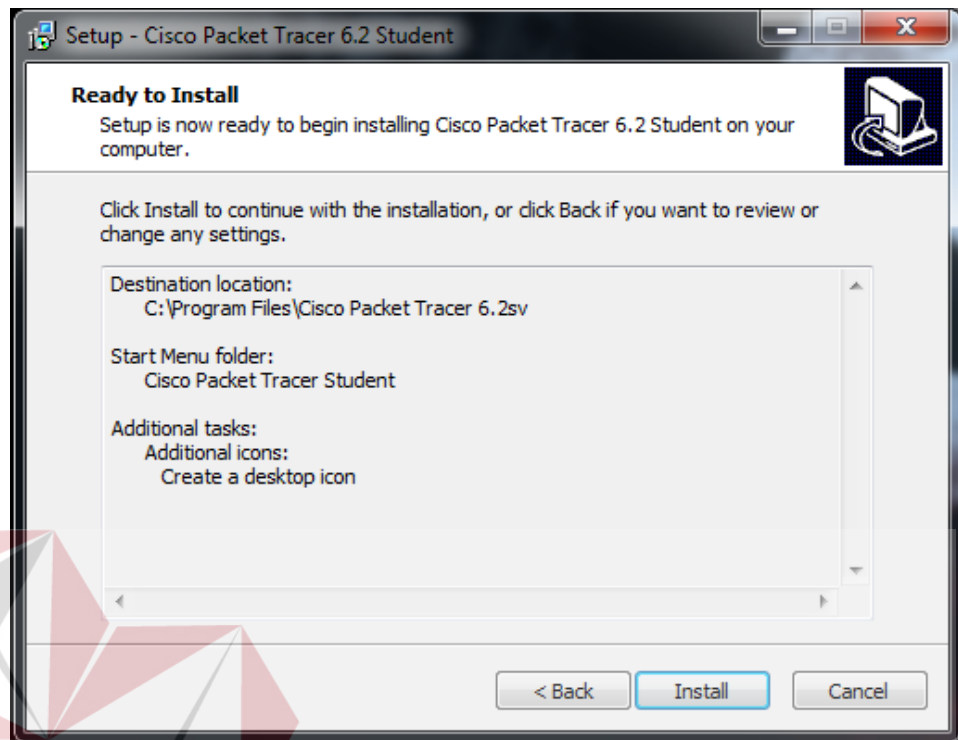 Setup - Cisco Packet Tracer 6.2 Student
Ready to Install
Setup is now ready to begin installing Cisco Packet Tracer 6.2 Student on your
computer.
Click Install to continue with the installation, or click Back if you want to review or
change any settings.
Destination location:
C:\Program Files\Cisco Packet Tracer 6.2sv
Start Menu folder:
Cisco Packet Tracer Student
Additional tasks:
Additional icons:
Create a desktop icon
< Back Install Cancel